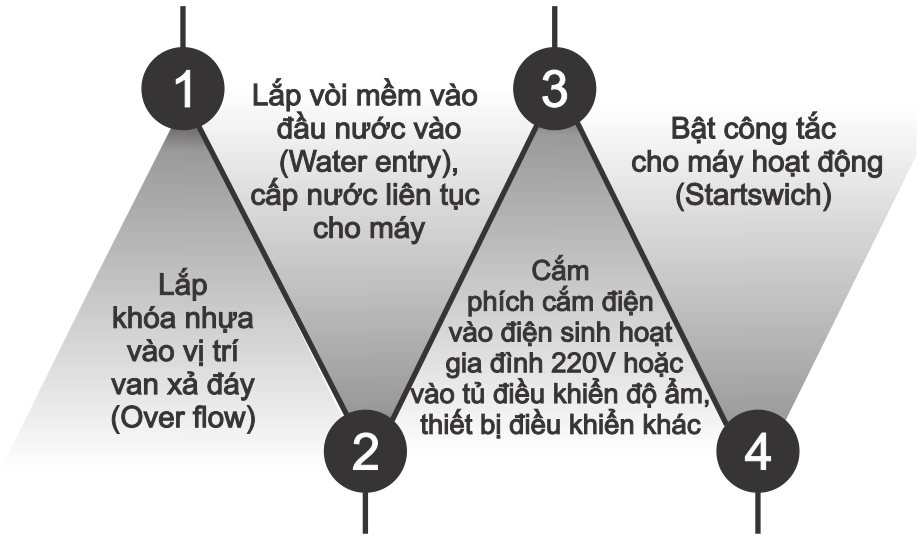 1
Lắp
khóa nhựa
vào vị trí
van xả đáy
(Over flow)
2
Lắp vòi mềm vào
đầu nước vào
(Water entry),
cấp nước liên tục
cho máy
3
Cắm
phích cắm điện
vào điện sinh hoạt
gia đình 220V hoặc
vào tủ điều khiển độ ẩm,
thiết bị điều khiển khác
4
Bật công tắc
cho máy hoạt động
(Startswich)